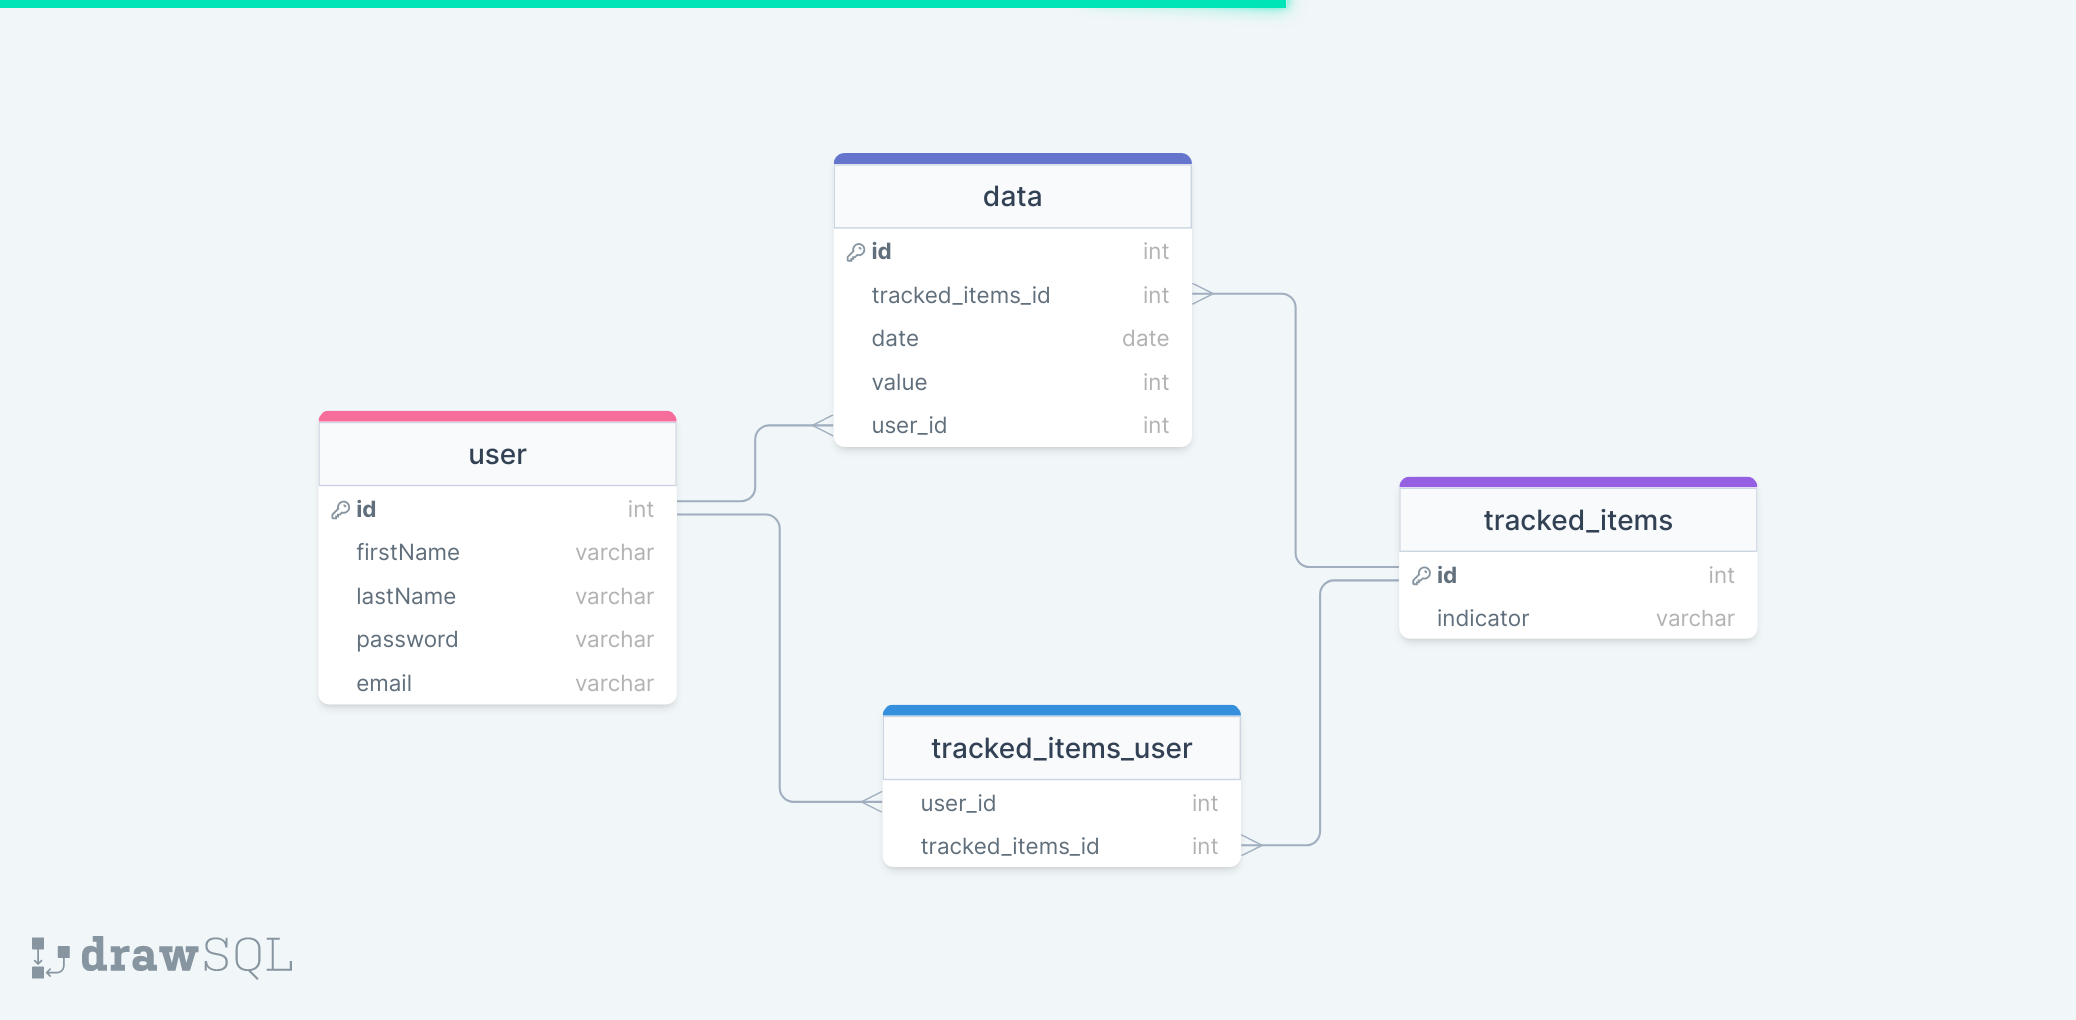 data
id int
tracked_items_id int
date date
value int
user_id int
user
id int
firstName varchar
lastName varchar
password varchar
email varchar
tracked_items
id int
indicator varchar
tracked_items_user
user_id int
tracked_items_id int
drawSQL